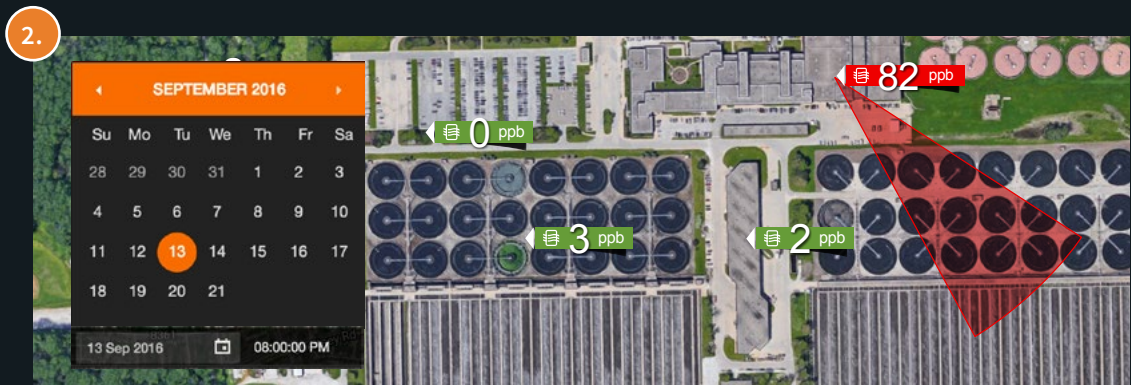 2.
SEPTEMBER 2016
Su Mo Tu We Th Fr Sa
28 29 30 31 1 2 3
4 5 6 7 8 9 10
11 12 13 14 15 16 17
18 19 20 21
13 Sep 2016 08:00:00 PM
0 ppb
3 ppb
2 ppb
82 ppb